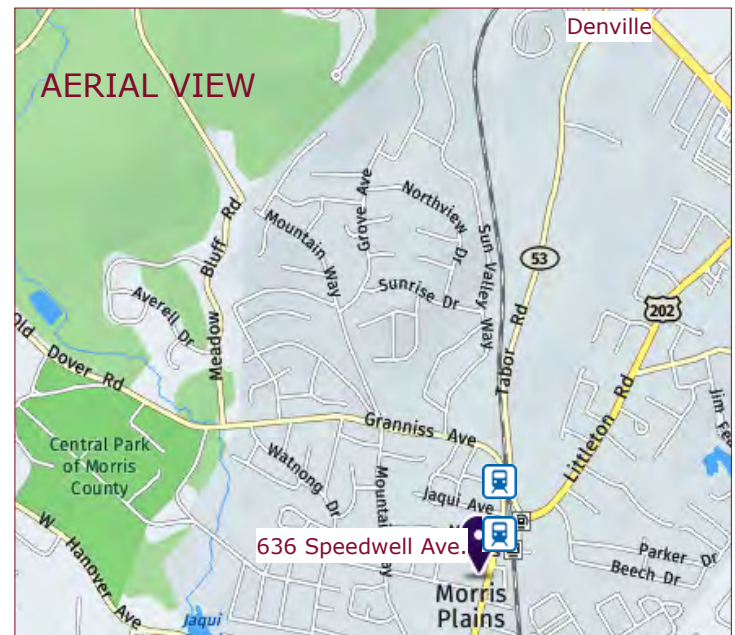 Denville
AERIAL VIEW
Meadow Bluff Rd
Mountain Way
Grove Ave
Northview Dr
Sun Valley Way
53
Sunrise Dr
Averell Dr
202
Old Dover Rd
Tabor Rd
Littleton Rd
Granniss Ave
Central Park
of Morris
County
Watnong Dr
Jaqui Ave
W Hanover Ave
636 Speedwell Ave.
Parker Dr
Beech Dr
Morris
Plains
Jaqui